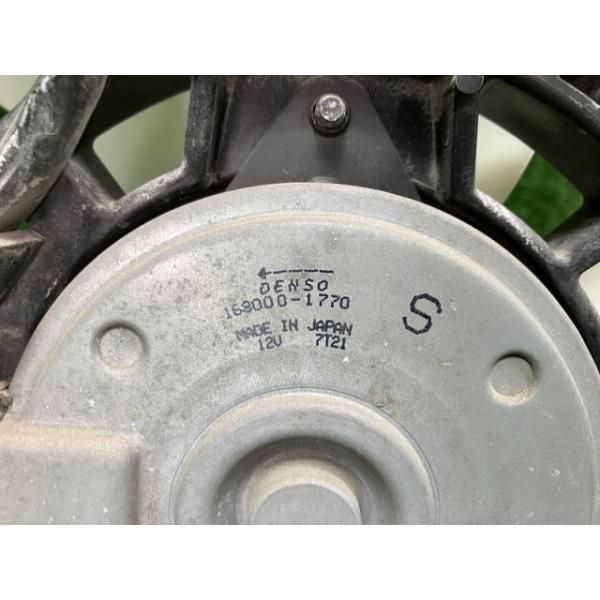 DENSO
168000-1770
S
MADE IN JAPAN
12V 7T21